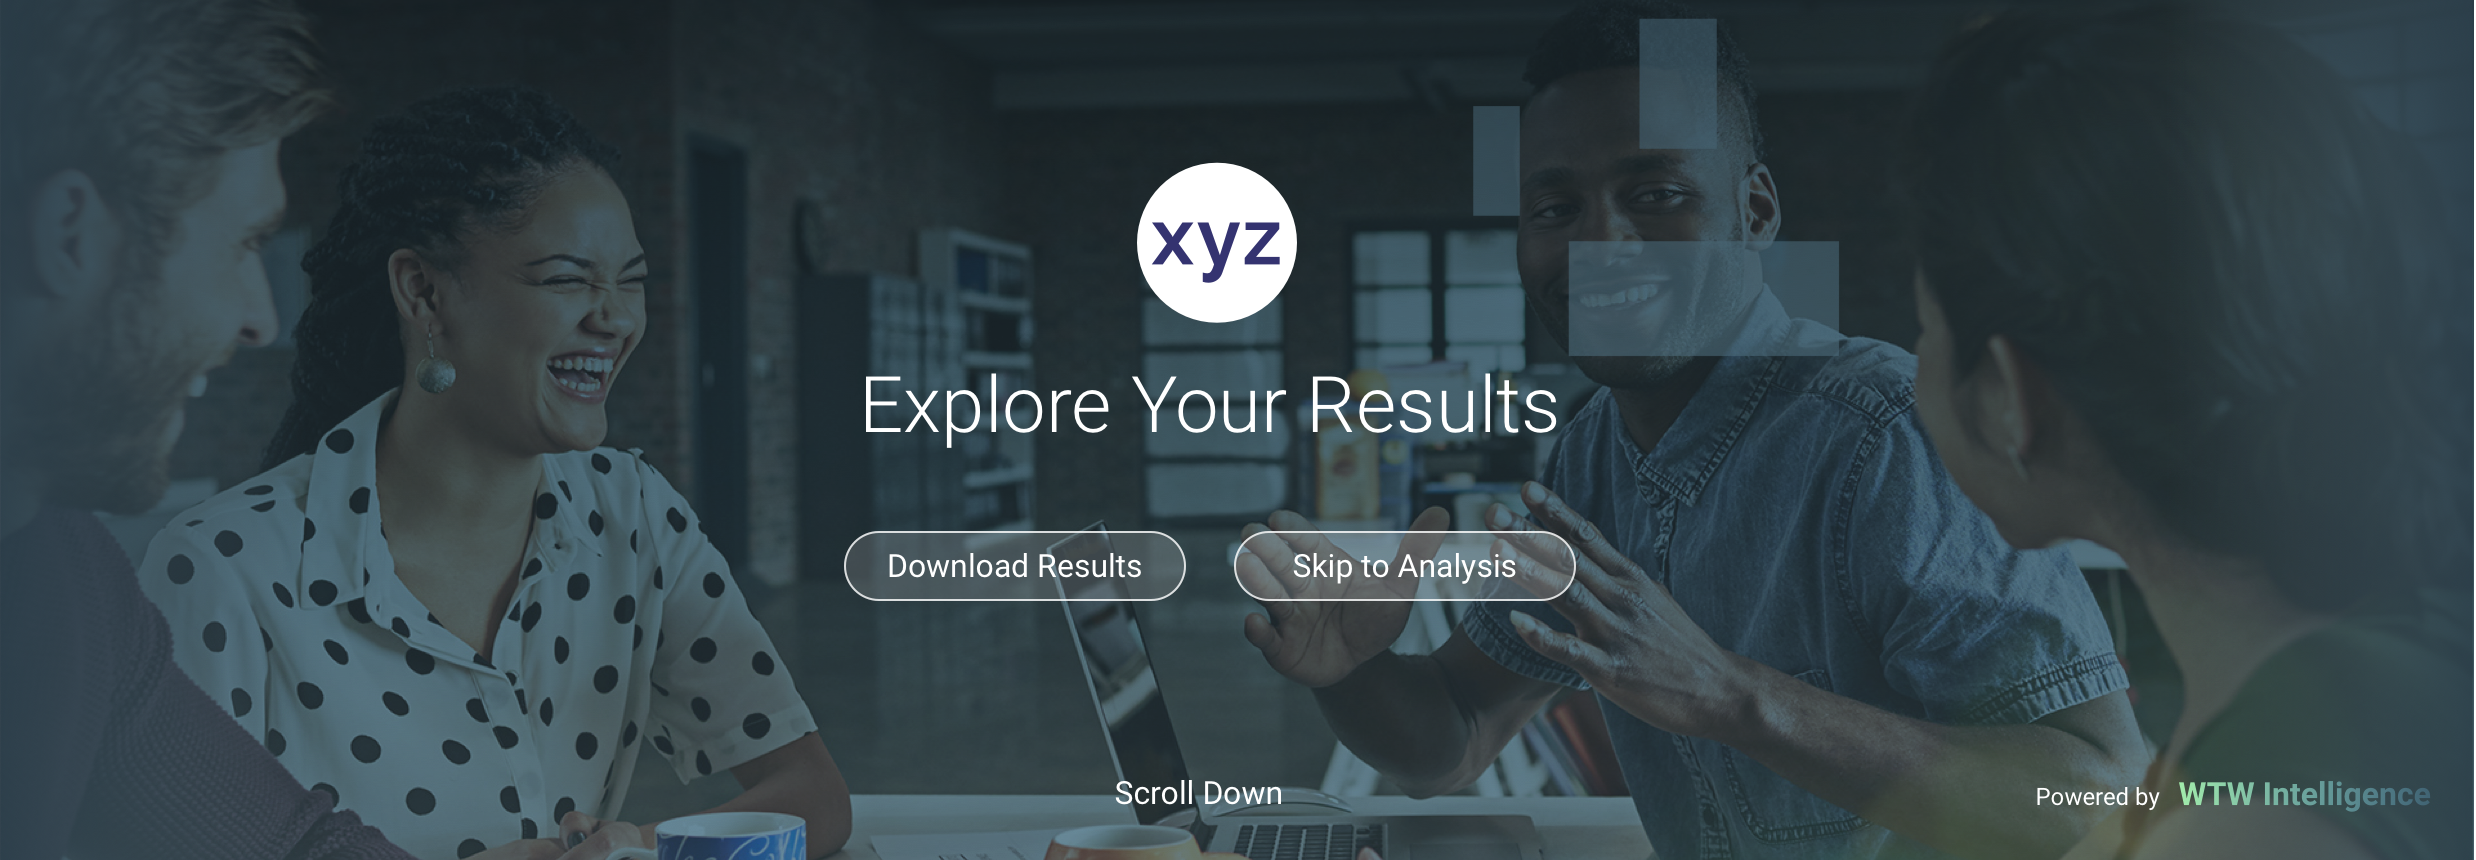 xyz
Explore Your Results
Download Results
Skip to Analysis
Scroll Down
Powered by WTW Intelligence